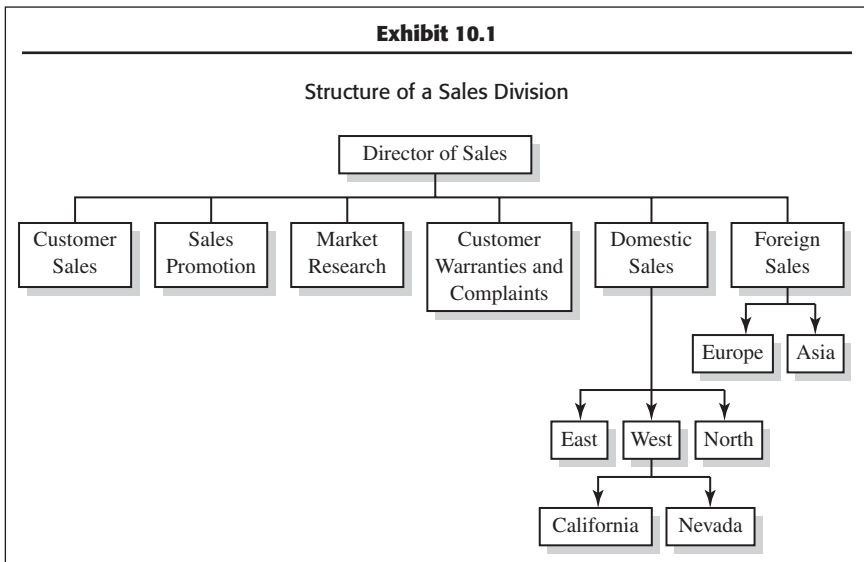 Exhibit 10.1
Structure of a Sales Division
Director of Sales
Customer
Sales
Sales
Promotion
Market
Research
Customer
Warranties and
Complaints
Domestic
Sales
Foreign
Sales
Europe
Asia
East
West
North
California
Nevada